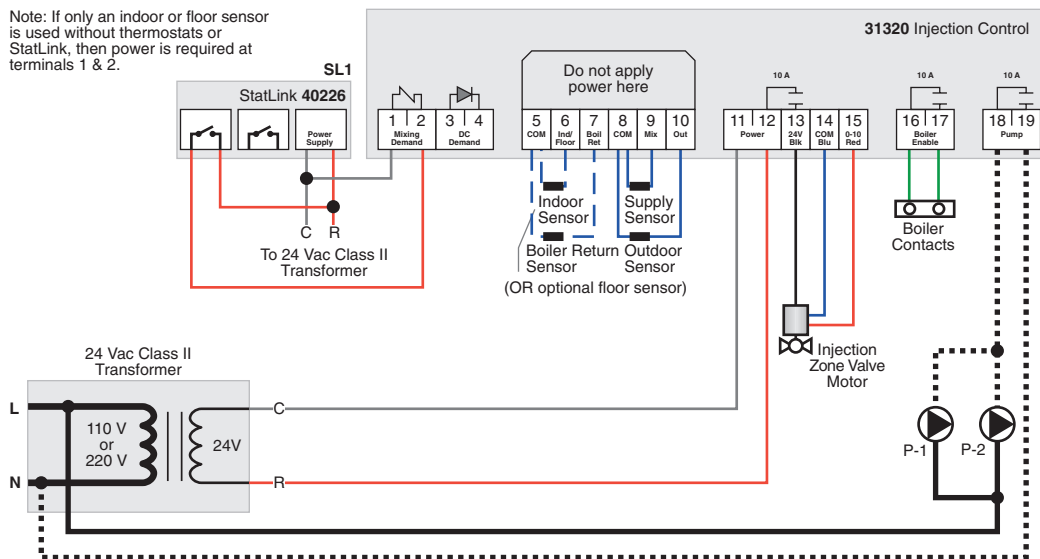 Note: If only an indoor or floor sensor
is used without thermostats or
StatLink, then power is required at
terminals 1 & 2.
SL1
StatLink 40226
Power
Supply
31320 Injection Control
Do not apply
power here
10 A
10 A
10 A
1 2
Mixing
Demand
3 4
DC
Demand
5
COM
6
Ind/
Floor
7
Boil
Ret
8
COM
9
Mix
10
Out
11 12
Power
13
24V
Blk
14
COM
Blu
15
0-10
Red
16 17
Boiler
Enable
18 19
Pump
C R
To 24 Vac Class II
Transformer
Indoor
Sensor
Supply
Sensor
Boiler Return
Sensor
Outdoor
Sensor
(OR optional floor sensor)
Boiler
Contacts
Injection
Zone Valve
Motor
24 Vac Class II
Transformer
L
N
110 V
or
220 V
24V
C
R
P-1
P-2